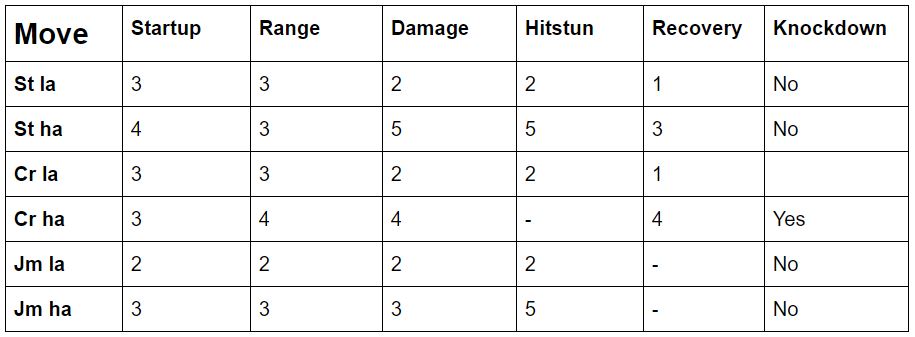 Move Startup Range Damage Hitstun Recovery Knockdown
St la 3 3 2 2 1 No
St ha 4 3 5 5 3 No
Cr la 3 3 2 2 1
Cr ha 3 4 4 - 4 Yes
Jm la 2 2 2 2 - No
Jm ha 3 3 3 5 - No